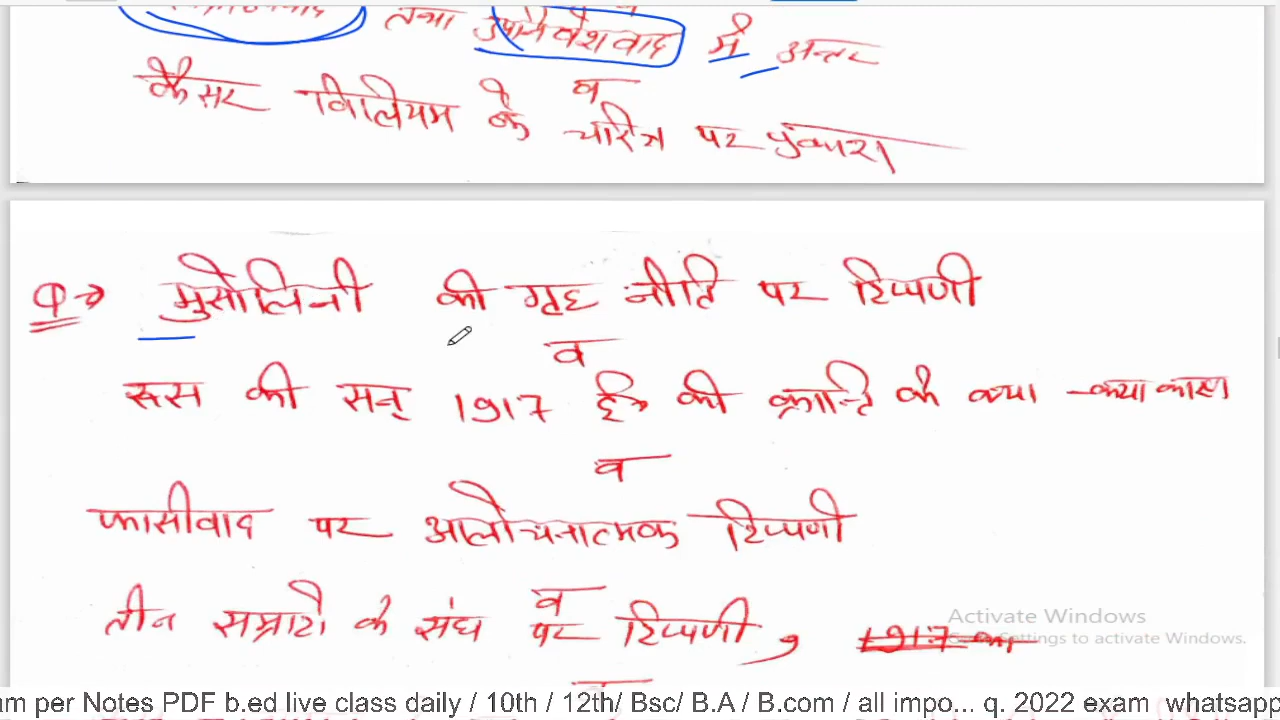 तथा उपनिवेशवाद में अन्तर
व
कैसर विलियम के चरित्र पर प्रकाश
Q→ मुसोलिनी की गृह नीति पर टिप्पणी
व
रूस की सन् 1917 ई० की क्रान्ति के क्या-क्या कारण
व
फासीवाद पर आलोचनात्मक टिप्पणी
व
तीन सम्राटो के संघ पर टिप्पणी, 1917 का
Activate Windows
Go to Settings to activate Windows.
am per Notes PDF b.ed live class daily / 10th / 12th/ Bsc/ B.A / B.com / all impo... q. 2022 exam (whatsapp